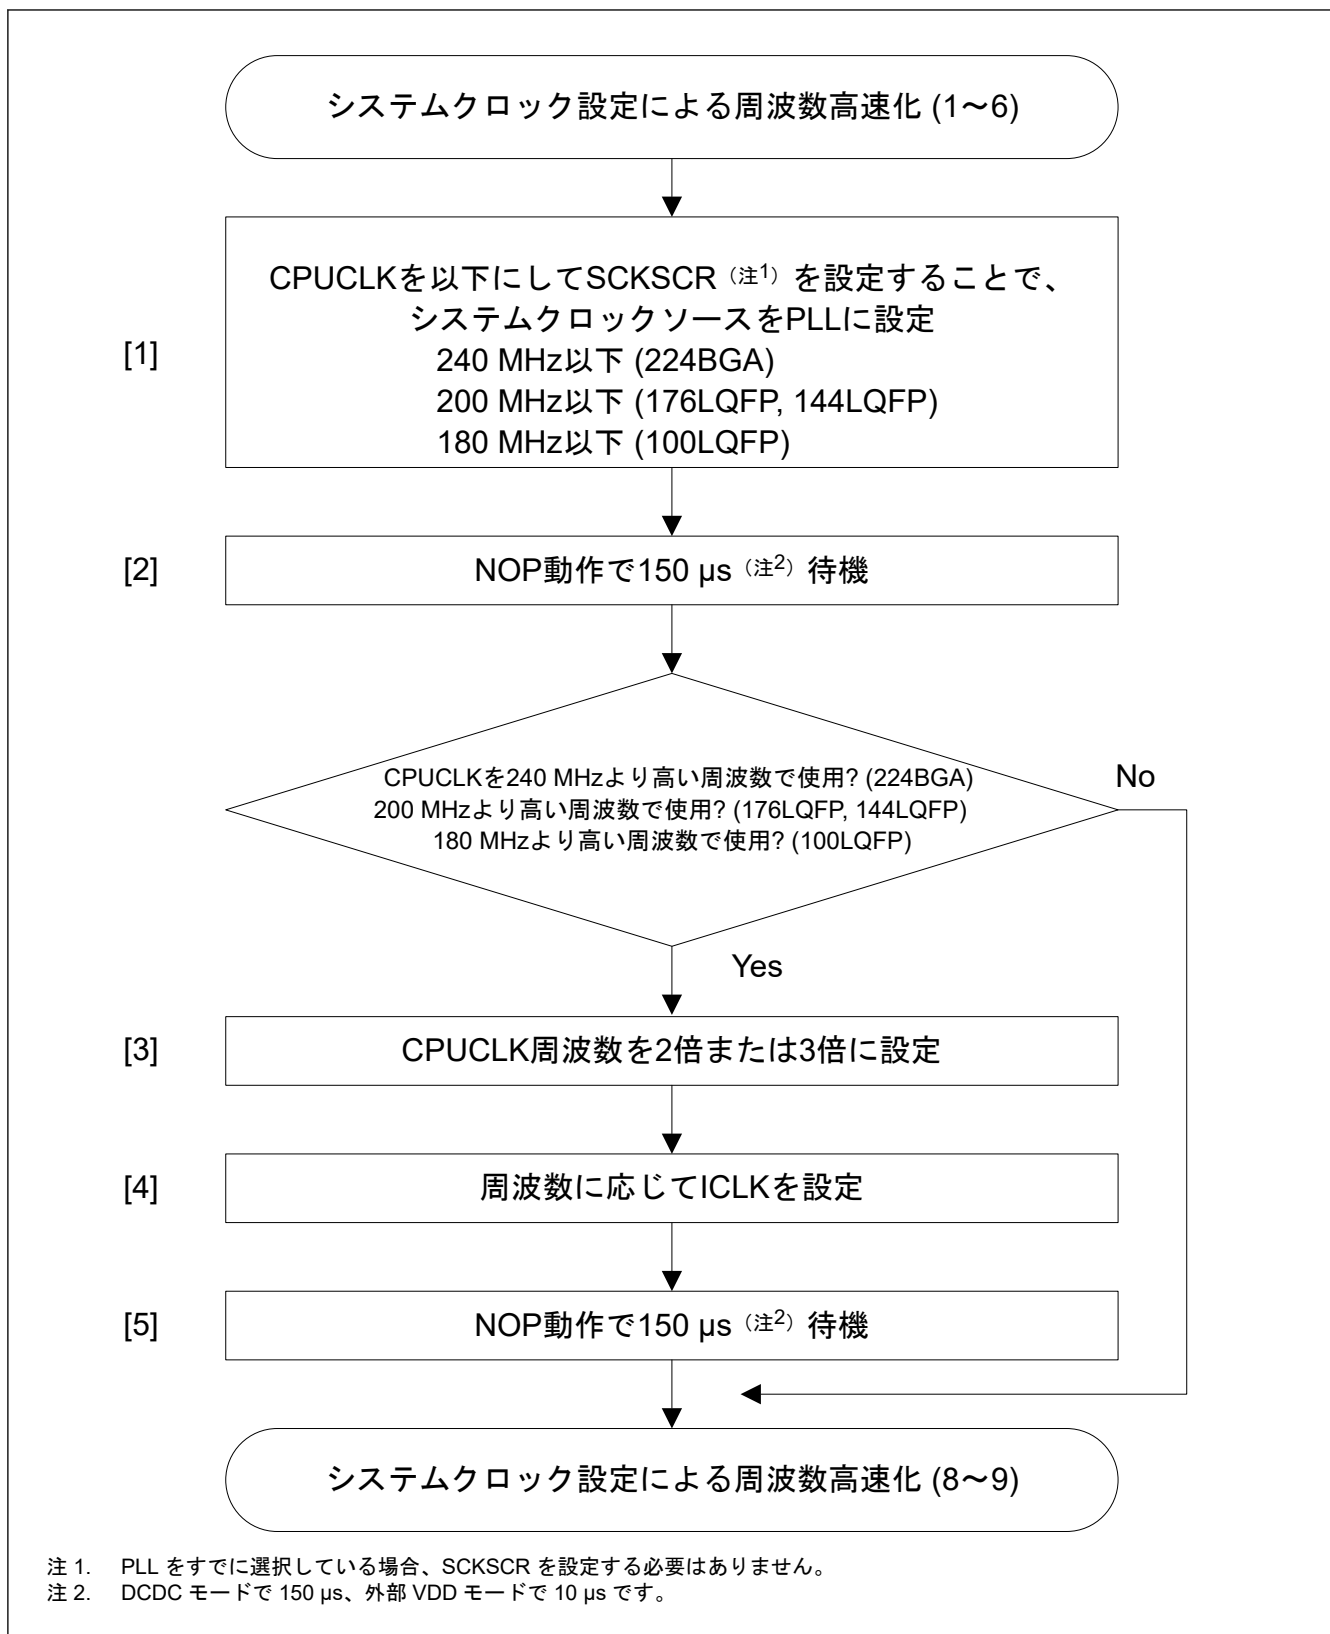 システムクロック設定による周波数高速化 (1～6)
[1]
CPUCLKを以下にしてSCKSCR（注1）を設定することで、
システムクロックソースをPLLに設定
240 MHz以下 (224BGA)
200 MHz以下 (176LQFP, 144LQFP)
180 MHz以下 (100LQFP)
[2]
NOP動作で150 μs（注2）待機
CPUCLKを240 MHzより高い周波数で使用? (224BGA)
200 MHzより高い周波数で使用? (176LQFP, 144LQFP)
180 MHzより高い周波数で使用? (100LQFP)
No
Yes
[3]
CPUCLK周波数を2倍または3倍に設定
[4]
周波数に応じてICLKを設定
[5]
NOP動作で150 μs（注2）待機
システムクロック設定による周波数高速化 (8～9)
注 1. PLL をすでに選択している場合、SCKSCR を設定する必要はありません。
注 2. DCDC モードで 150 μs、外部 VDD モードで 10 μs です。